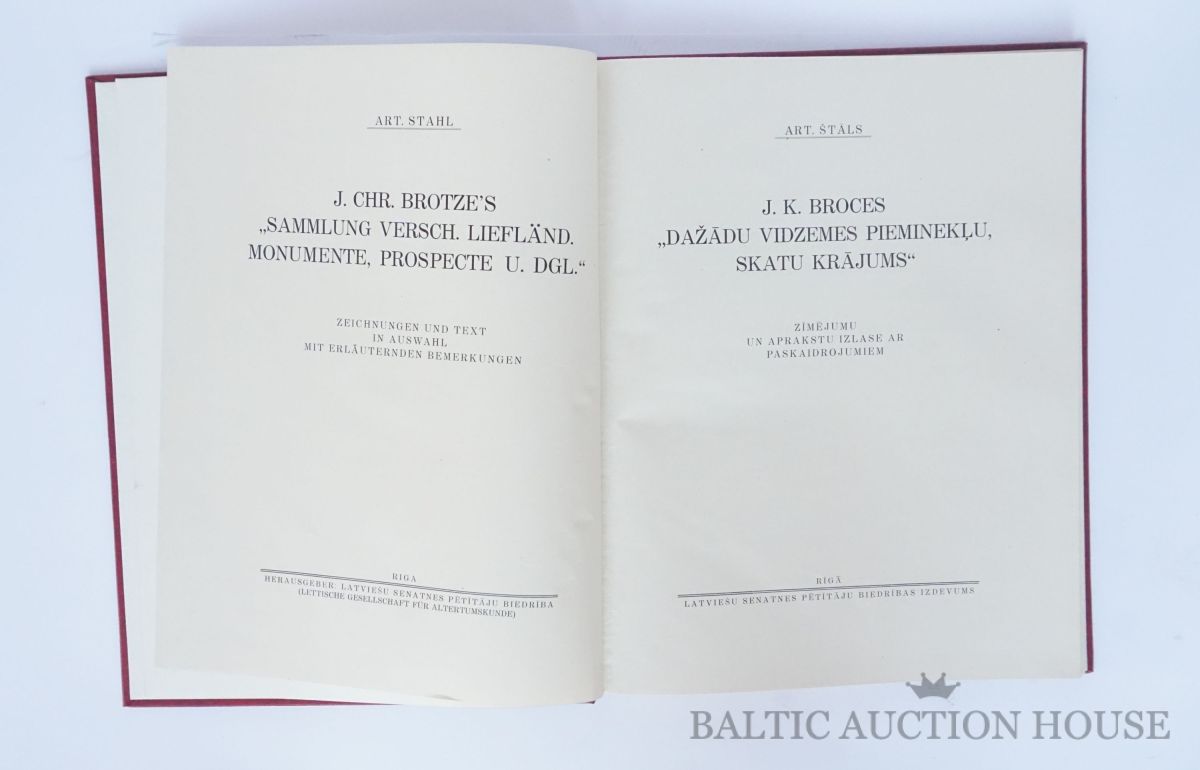 ART. STAHL
J. CHR. BROTZE'S
„SAMMLUNG VERSCH. LIEFLÄND.
MONUMENTE, PROSPECTE U. DGL.“
ZEICHNUNGEN UND TEXT
IN AUSWAHL
MIT ERLÄUTERNDEN BEMERKUNGEN
RIGA
HERAUSGEBER LATVIEŠU SENATNES PĒTĪTĀJU BIEDRĪBA
(LETTISCHE GESELLSCHAFT FÜR ALTERTUMSKUNDE)
ART. ŠTĀLS
J. K. BROCES
„DAŽĀDU VIDZEMES PIEMINEKĻU,
SKATU KRĀJUMS“
ZĪMĒJUMU
UN APRAKSTU IZLASE AR
PASKAIDROJUMIEM
RĪGĀ
LATVIEŠU SENATNES PĒTĪTĀJU BIEDRĪBAS IZDEVUMS
BALTIC AUCTION HOUSE